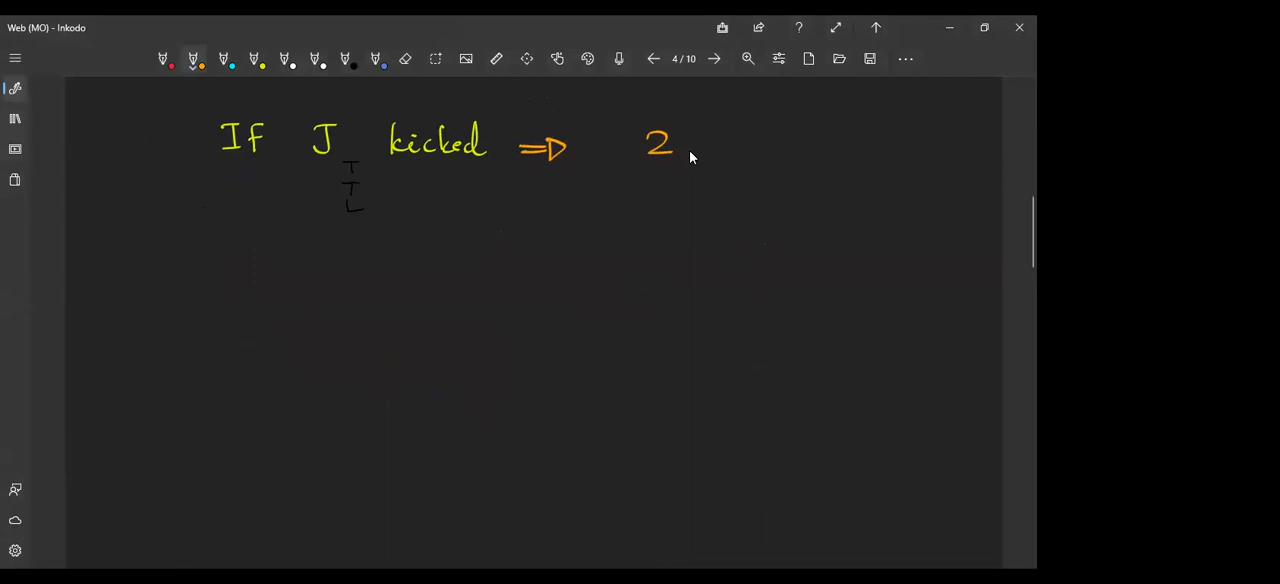 Web (MO) - Inkodo
4/10
If J kicked ⇒ 2
T
T
L